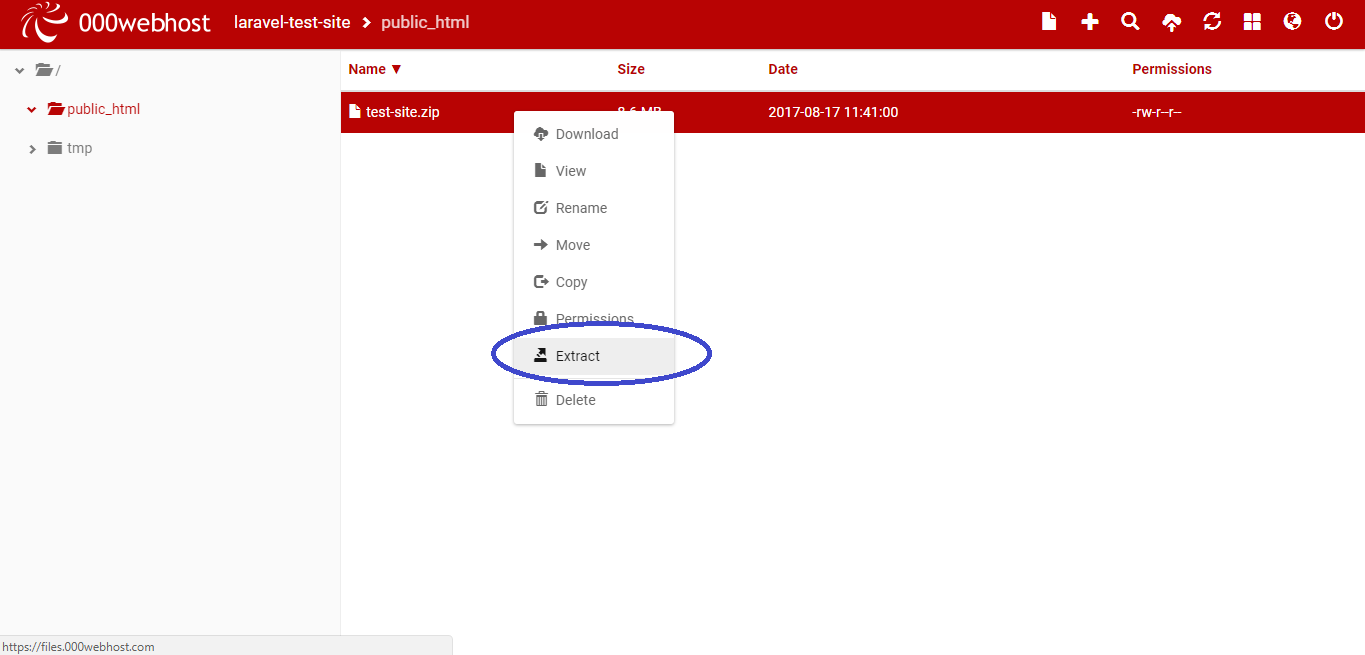 000webhost laravel-test-site public_html
/
Name ▼ Size Date Permissions
public_html
test-site.zip 8.6 MB 2017-08-17 11:41:00 -rw-r--r--
tmp
Download
View
Rename
Move
Copy
Permissions
Extract
Delete
https://files.000webhost.com